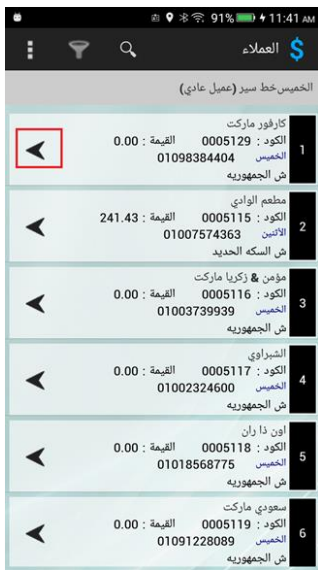 91% 11:41 AM
العملاء
الخميس خط سير (عميل عادي)
1
كارفور ماركت
الكود : 0005129 القيمة : 0.00
الخميس 01098384404
ش الجمهوريه
2
مطعم الوادي
الكود : 0005115 القيمة : 241.43
الأثنين 01007574363
ش السكه الحديد
3
مؤمن & زكريا ماركت
الكود : 0005116 القيمة : 0.00
الخميس 01003739939
ش الجمهوريه
4
الشبراوي
الكود : 0005117 القيمة : 0.00
الخميس 01002324600
ش الجمهوريه
5
اون ذا ران
الكود : 0005118 القيمة : 0.00
الخميس 01018568775
ش الجمهوريه
6
سعودي ماركت
الكود : 0005119 القيمة : 0.00
الخميس 01091228089
ش الجمهوريه